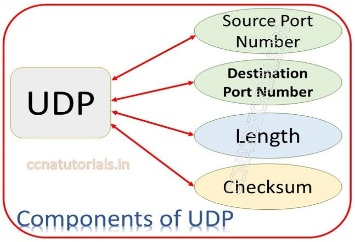 Source Port
Number
Destination
Port Number
UDP
Length
ccnatutorials.in
Checksum
Components of UDP